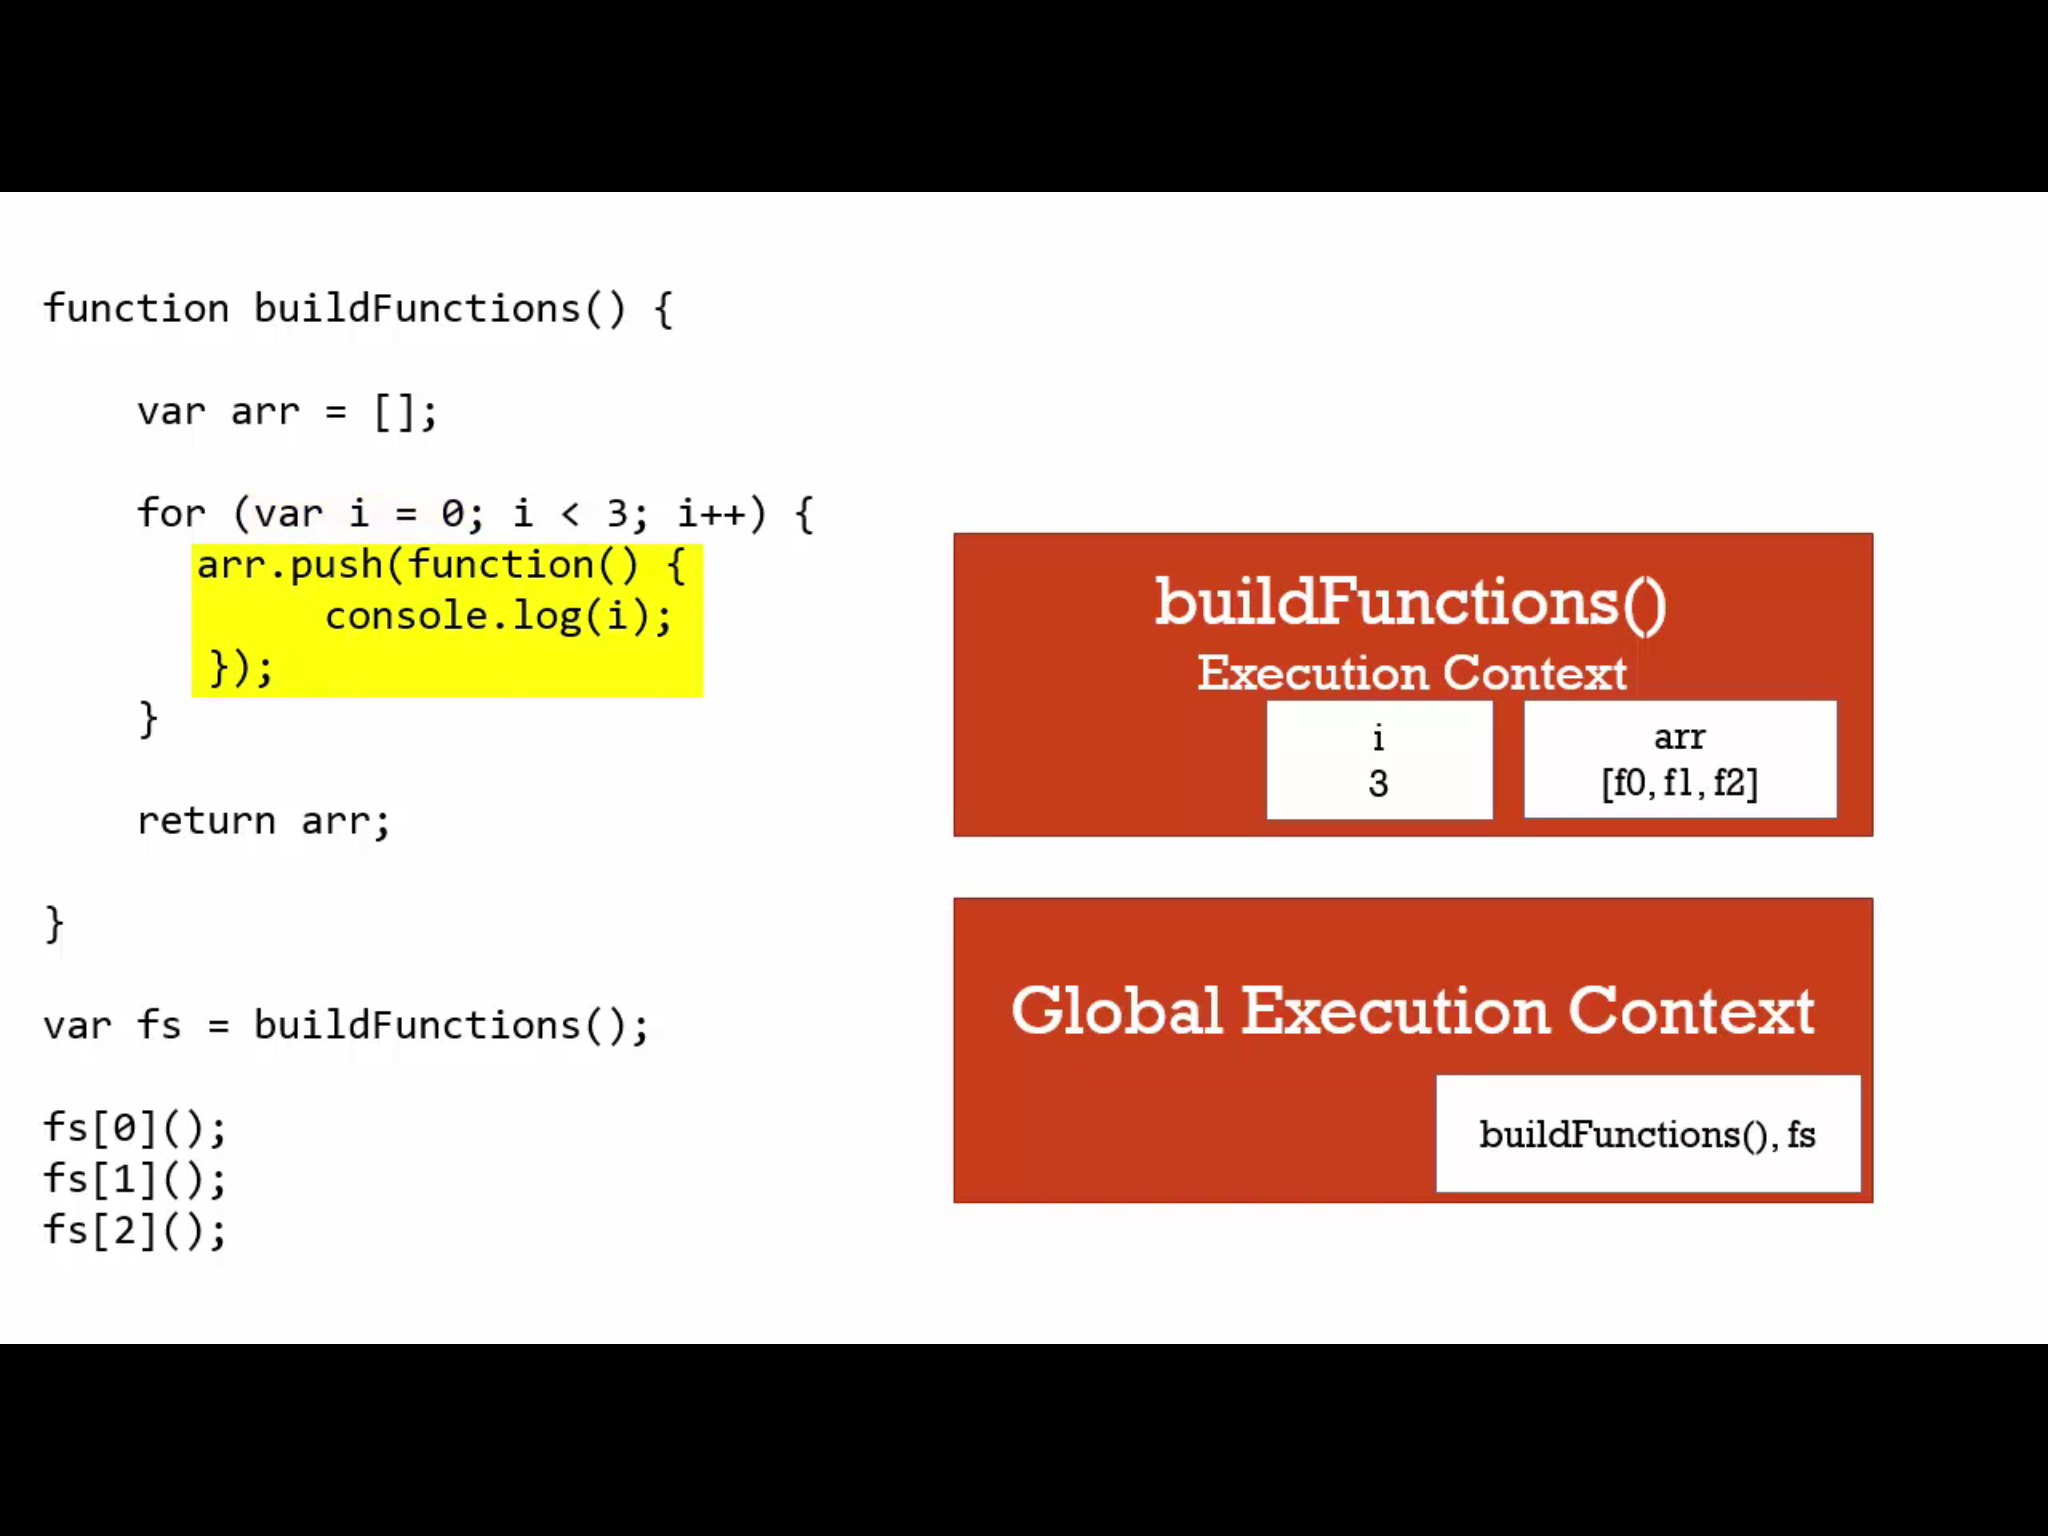 function buildFunctions() {
var arr = [];
for (var i = 0; i < 3; i++) {
arr.push(function() {
console.log(i);
});
}
return arr;
}
var fs = buildFunctions();
fs[0]();
fs[1]();
fs[2]();
buildFunctions()
Execution Context
i
3
arr
[f0, f1, f2]
Global Execution Context
buildFunctions(), fs